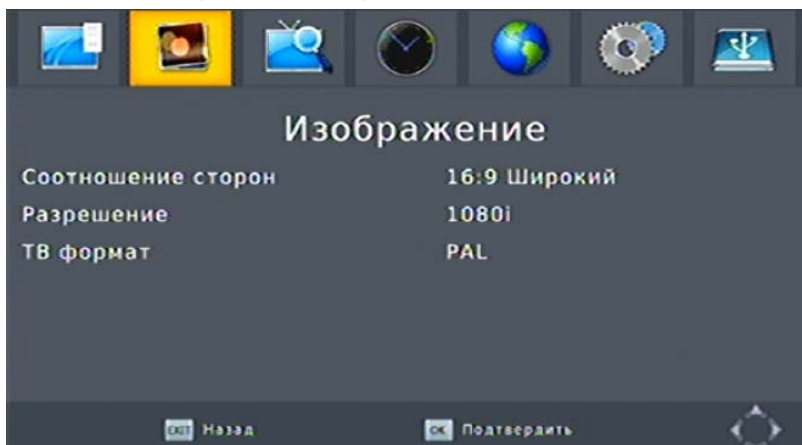 Изображение
Соотношение сторон 16:9 Широкий
Разрешение 1080i
ТВ формат PAL
EXIT Назад OK Подтвердить